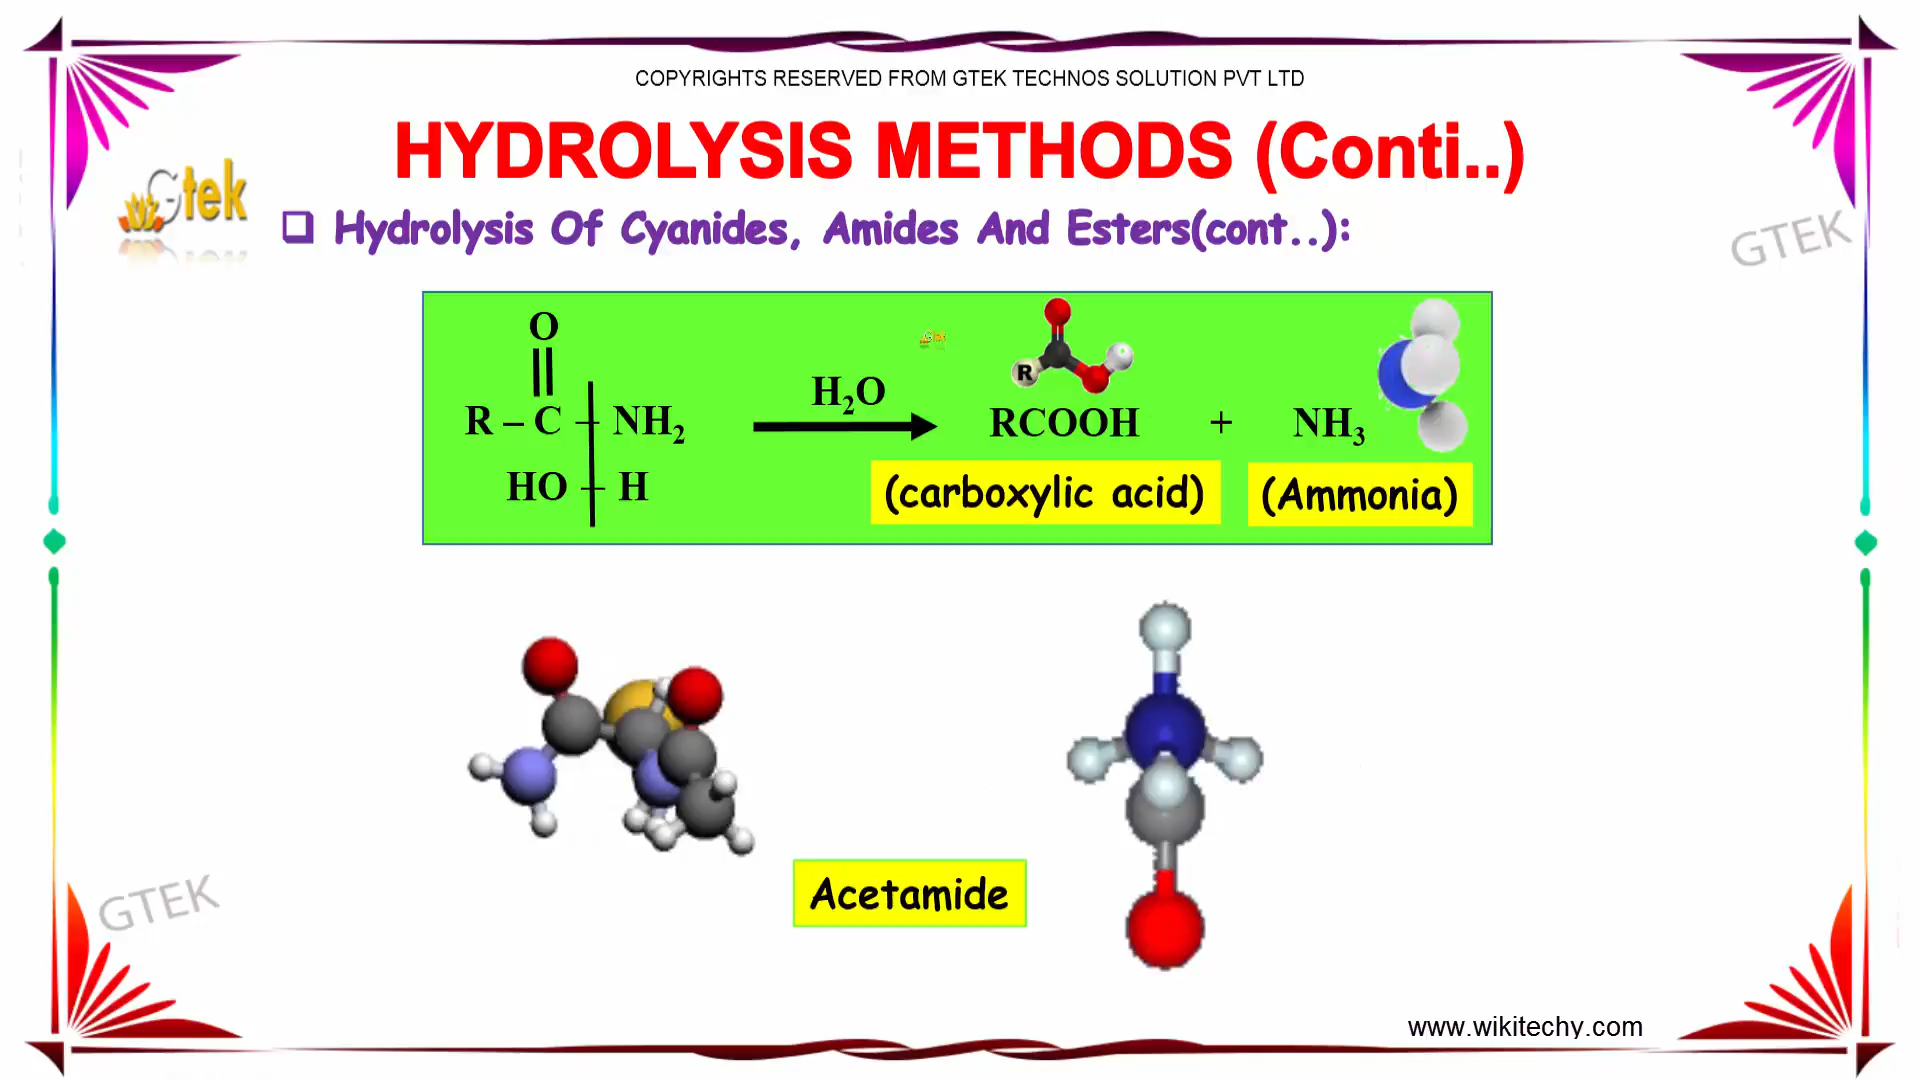 COPYRIGHTS RESERVED FROM GTEK TECHNOS SOLUTION PVT LTD
HYDROLYSIS METHODS (Conti..)
Gtek
❑ Hydrolysis Of Cyanides, Amides And Esters(cont..):
GTEK
O
R – C – NH₂
HO – H
H₂O
R
RCOOH + NH₃
(carboxylic acid) (Ammonia)
Acetamide
GTEK
www.wikitechy.com